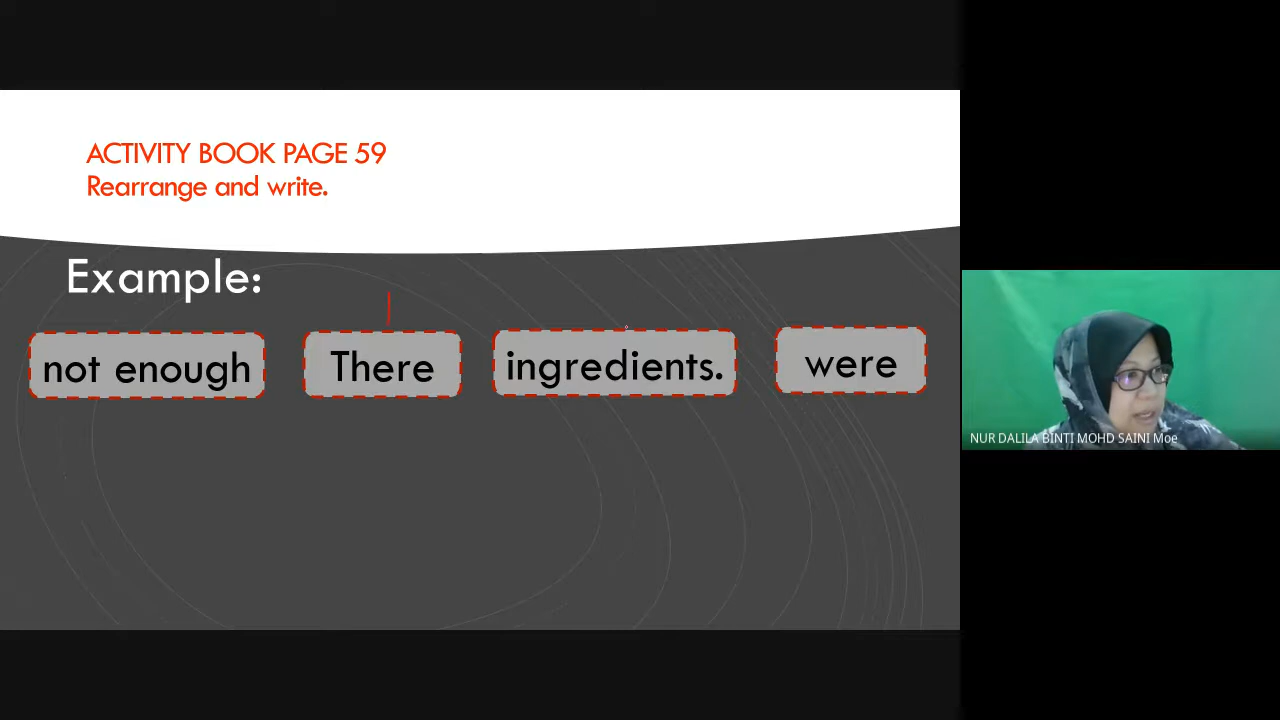 ACTIVITY BOOK PAGE 59
Rearrange and write.
Example:
not enough There ingredients. were
NUR DALILA BINTI MOHD SAINI Moe